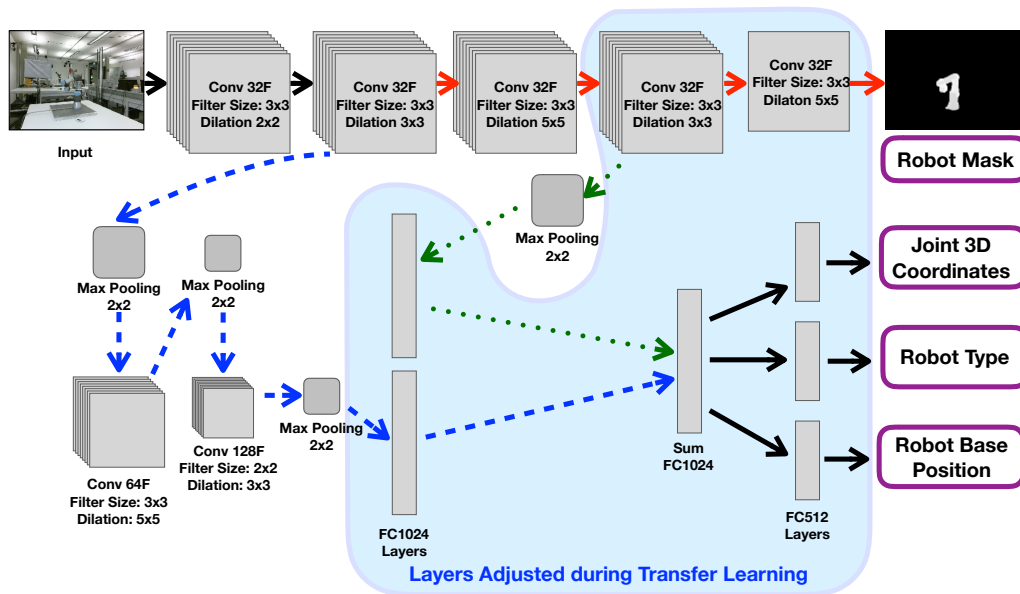 Conv 32F
Filter Size: 3x3
Dilation 2x2
Conv 32F
Filter Size: 3x3
Dilation 3x3
Conv 32F
Filter Size: 3x3
Dilation 5x5
Conv 32F
Filter Size: 3x3
Dilation 3x3
Conv 32F
Filter Size: 3x3
Dilaton 5x5
Input
Robot Mask
Max Pooling
2x2
Max Pooling
2x2
Max Pooling
2x2
Joint 3D
Coordinates
Robot Type
Max Pooling
2x2
Conv 128F
Filter Size: 2x2
Dilation: 3x3
Conv 64F
Filter Size: 3x3
Dilation: 5x5
Sum
FC1024
Robot Base
Position
FC1024
Layers
FC512
Layers
Layers Adjusted during Transfer Learning